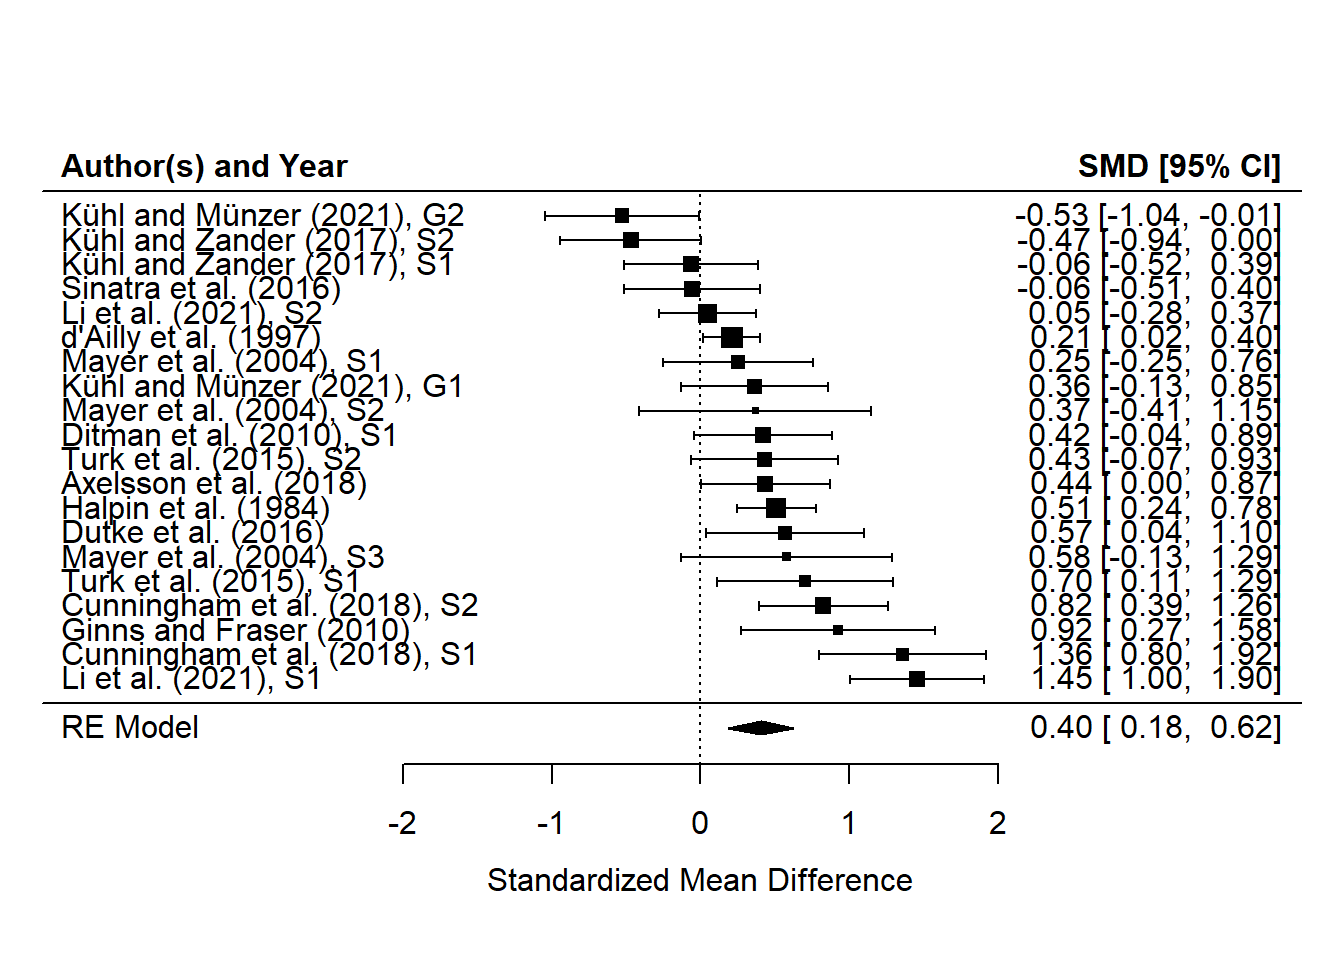 Author(s) and Year SMD [95% CI]
Kühl and Münzer (2021), G2 -0.53 [-1.04, -0.01]
Kühl and Zander (2017), S2 -0.47 [-0.94, 0.00]
Kühl and Zander (2017), S1 -0.06 [-0.52, 0.39]
Sinatra et al. (2016) -0.06 [-0.51, 0.40]
Li et al. (2021), S2 0.05 [-0.28, 0.37]
d'Ailly et al. (1997) 0.21 [ 0.02, 0.40]
Mayer et al. (2004), S1 0.25 [-0.25, 0.76]
Kühl and Münzer (2021), G1 0.36 [-0.13, 0.85]
Mayer et al. (2004), S2 0.37 [-0.41, 1.15]
Ditman et al. (2010), S1 0.42 [-0.04, 0.89]
Turk et al. (2015), S2 0.43 [-0.07, 0.93]
Axelsson et al. (2018) 0.44 [ 0.00, 0.87]
Halpin et al. (1984) 0.51 [ 0.24, 0.78]
Dutke et al. (2016) 0.57 [ 0.04, 1.10]
Mayer et al. (2004), S3 0.58 [-0.13, 1.29]
Turk et al. (2015), S1 0.70 [ 0.11, 1.29]
Cunningham et al. (2018), S2 0.82 [ 0.39, 1.26]
Ginns and Fraser (2010) 0.92 [ 0.27, 1.58]
Cunningham et al. (2018), S1 1.36 [ 0.80, 1.92]
Li et al. (2021), S1 1.45 [ 1.00, 1.90]
RE Model 0.40 [ 0.18, 0.62]
-2 -1 0 1 2
Standardized Mean Difference